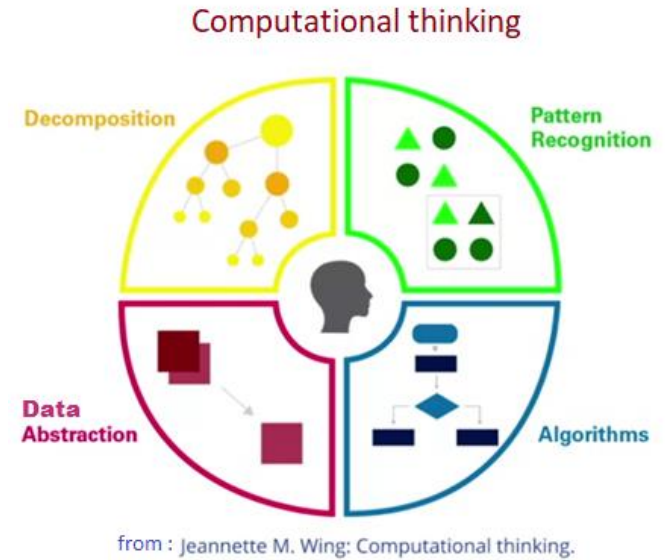 Computational thinking
Decomposition
Pattern
Recognition
Data
Abstraction
Algorithms
from : Jeannette M. Wing: Computational thinking.